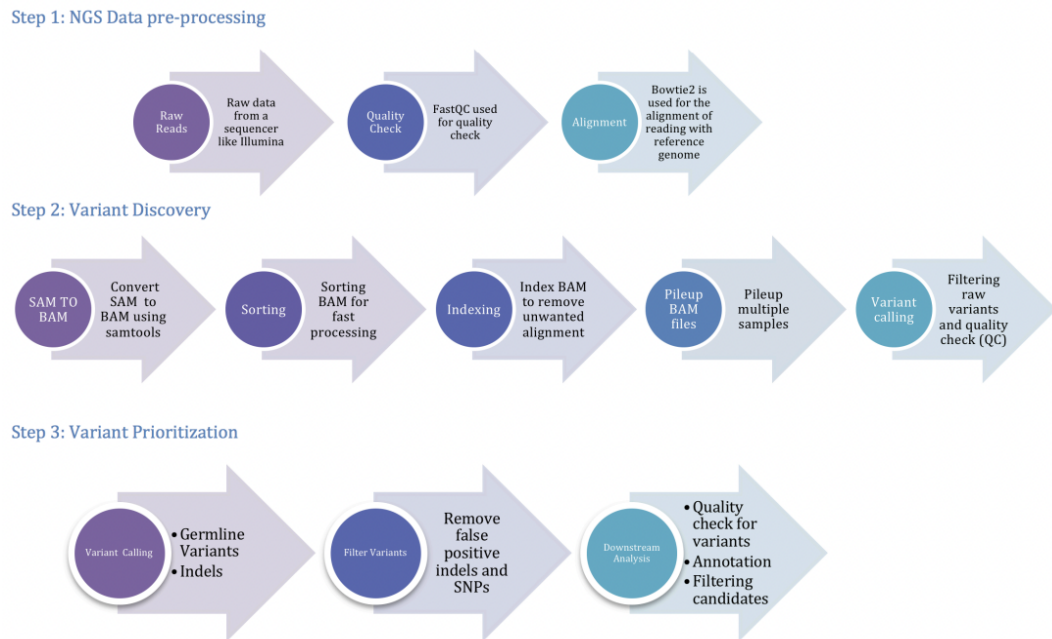 Step 1: NGS Data pre-processing
Raw
Reads
Raw data
from a
sequencer
like Illumina
Quality
Check
FastQC used
for quality
check
Alignment
Bowtie2 is
used for the
alignment of
reading with
reference
genome
Step 2: Variant Discovery
SAM TO
BAM
Convert
SAM to
BAM using
samtools
Sorting
Sorting
BAM for
fast
processing
Indexing
Index BAM
to remove
unwanted
alignment
Pileup
BAM
files
Pileup
multiple
samples
Variant
calling
Filtering
raw
variants
and quality
check (QC)
Step 3: Variant Prioritization
Variant Calling
• Germline
Variants
• Indels
Filter Variants
Remove
false
positive
indels and
SNPs
Downstream
Analysis
• Quality
check for
variants
• Annotation
• Filtering
candidates